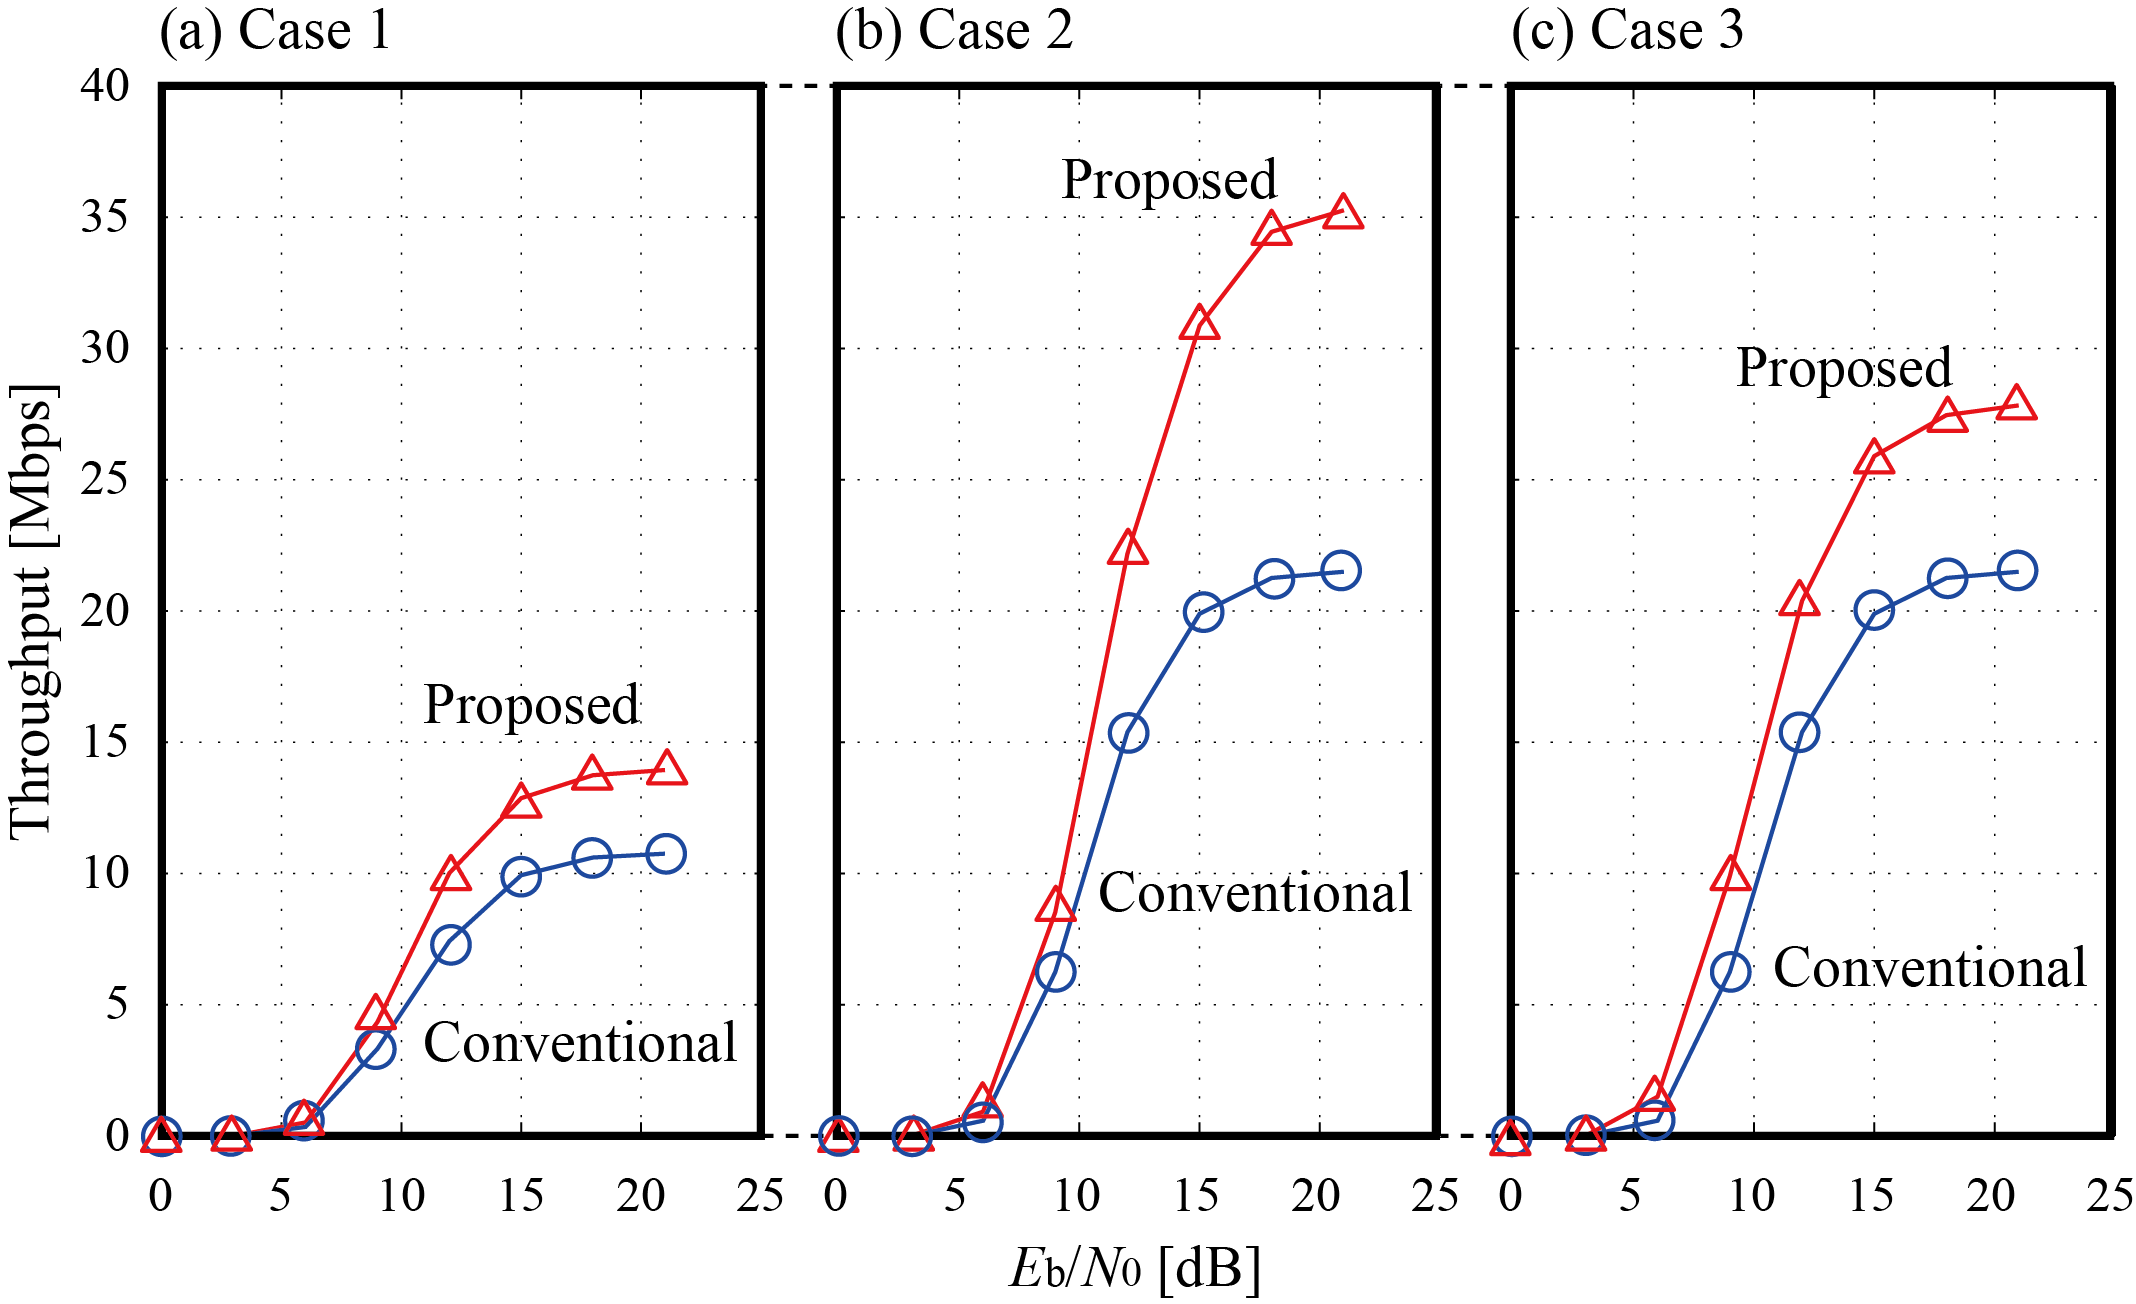 (a) Case 1
(b) Case 2
(c) Case 3
Throughput [Mbps]
40
35
30
25
20
15
10
5
0
Proposed
Conventional
Proposed
Conventional
Proposed
Conventional
0 5 10 15 20 25
0 5 10 15 20 25
0 5 10 15 20 25
Eb/N0 [dB]